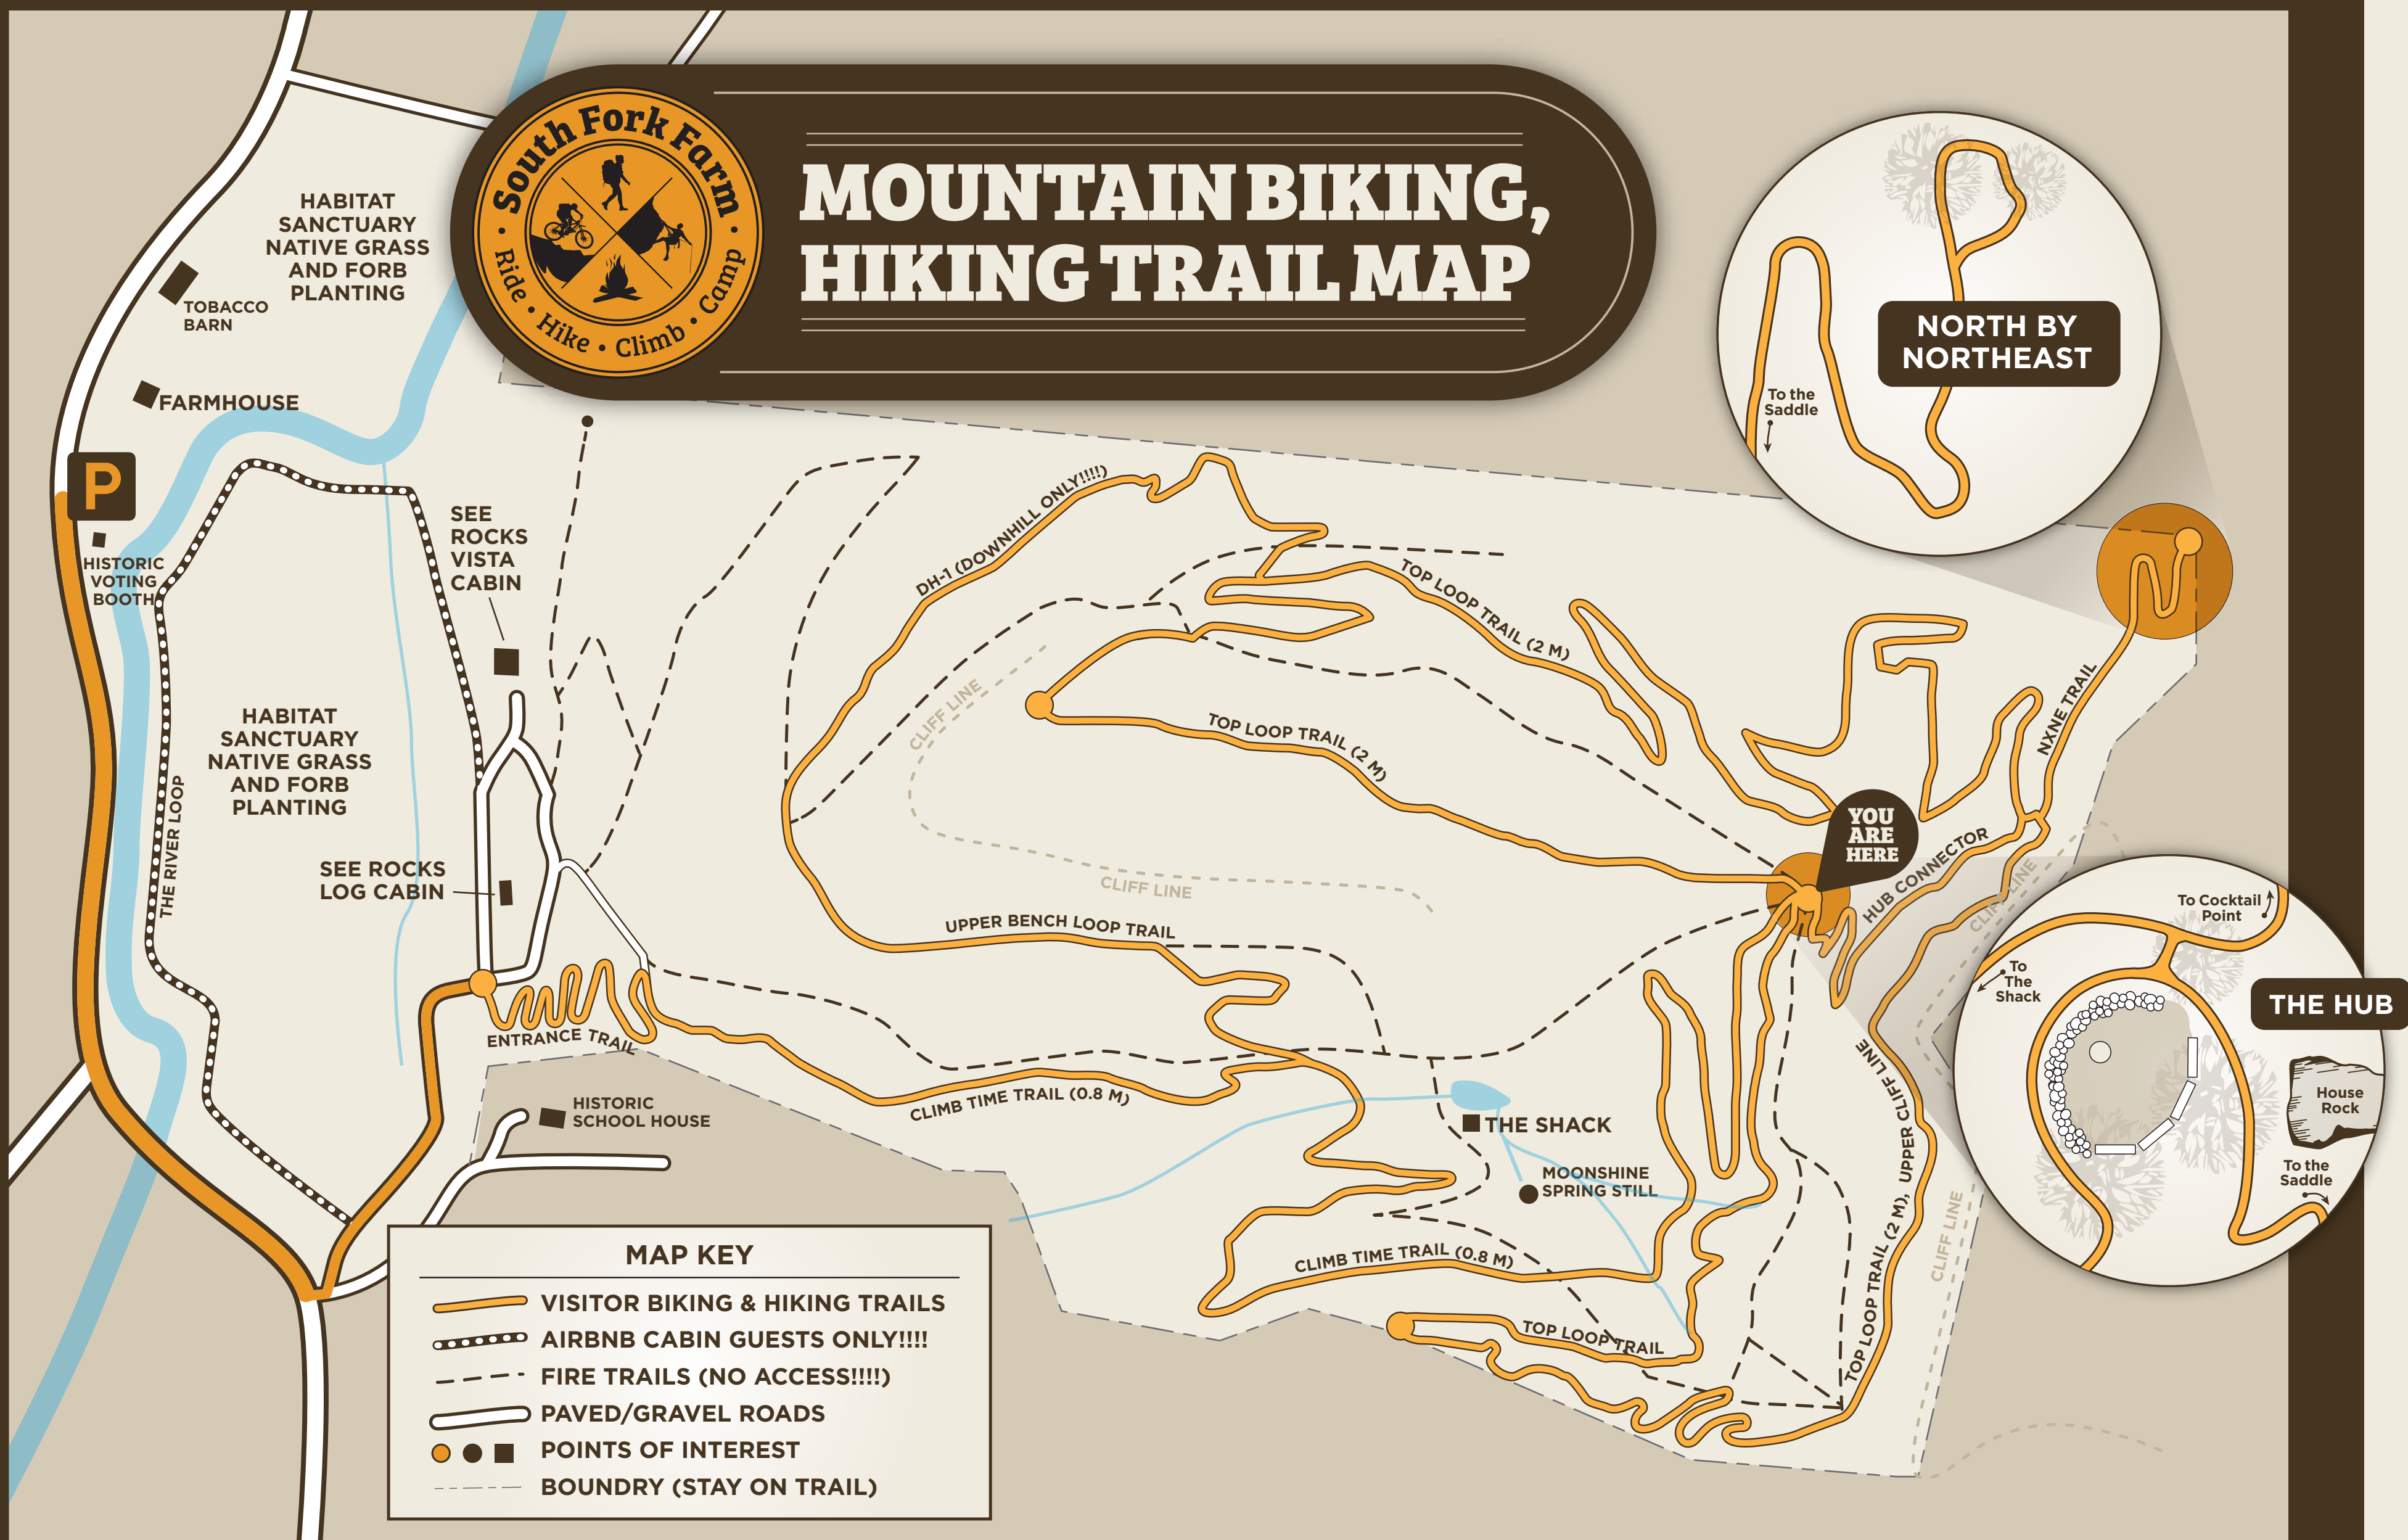 South Fork Farm
Ride • Hike • Climb • Camp
MOUNTAIN BIKING,
HIKING TRAIL MAP
HABITAT
SANCTUARY
NATIVE GRASS
AND FORB
PLANTING
TOBACCO
BARN
FARMHOUSE
P
HISTORIC
VOTING
BOOTH
SEE
ROCKS
VISTA
CABIN
HABITAT
SANCTUARY
NATIVE GRASS
AND FORB
PLANTING
THE RIVER LOOP
SEE ROCKS
LOG CABIN
ENTRANCE TRAIL
HISTORIC
SCHOOL HOUSE
DH-1 (DOWNHILL ONLY!!!!)
CLIFF LINE
TOP LOOP TRAIL (2 M)
TOP LOOP TRAIL (2 M)
CLIFF LINE
UPPER BENCH LOOP TRAIL
CLIMB TIME TRAIL (0.8 M)
THE SHACK
MOONSHINE
SPRING STILL
CLIMB TIME TRAIL (0.8 M)
TOP LOOP TRAIL
TOP LOOP TRAIL (2 M), UPPER CLIFF LINE
CLIFF LINE
YOU
ARE
HERE
HUB CONNECTOR
CLIFF LINE
NXNE TRAIL
NORTH BY
NORTHEAST
To the
Saddle
THE HUB
To Cocktail
Point
To
The
Shack
House
Rock
To the
Saddle
MAP KEY
VISITOR BIKING & HIKING TRAILS
AIRBNB CABIN GUESTS ONLY!!!!
FIRE TRAILS (NO ACCESS!!!!)
PAVED/GRAVEL ROADS
POINTS OF INTEREST
BOUNDRY (STAY ON TRAIL)